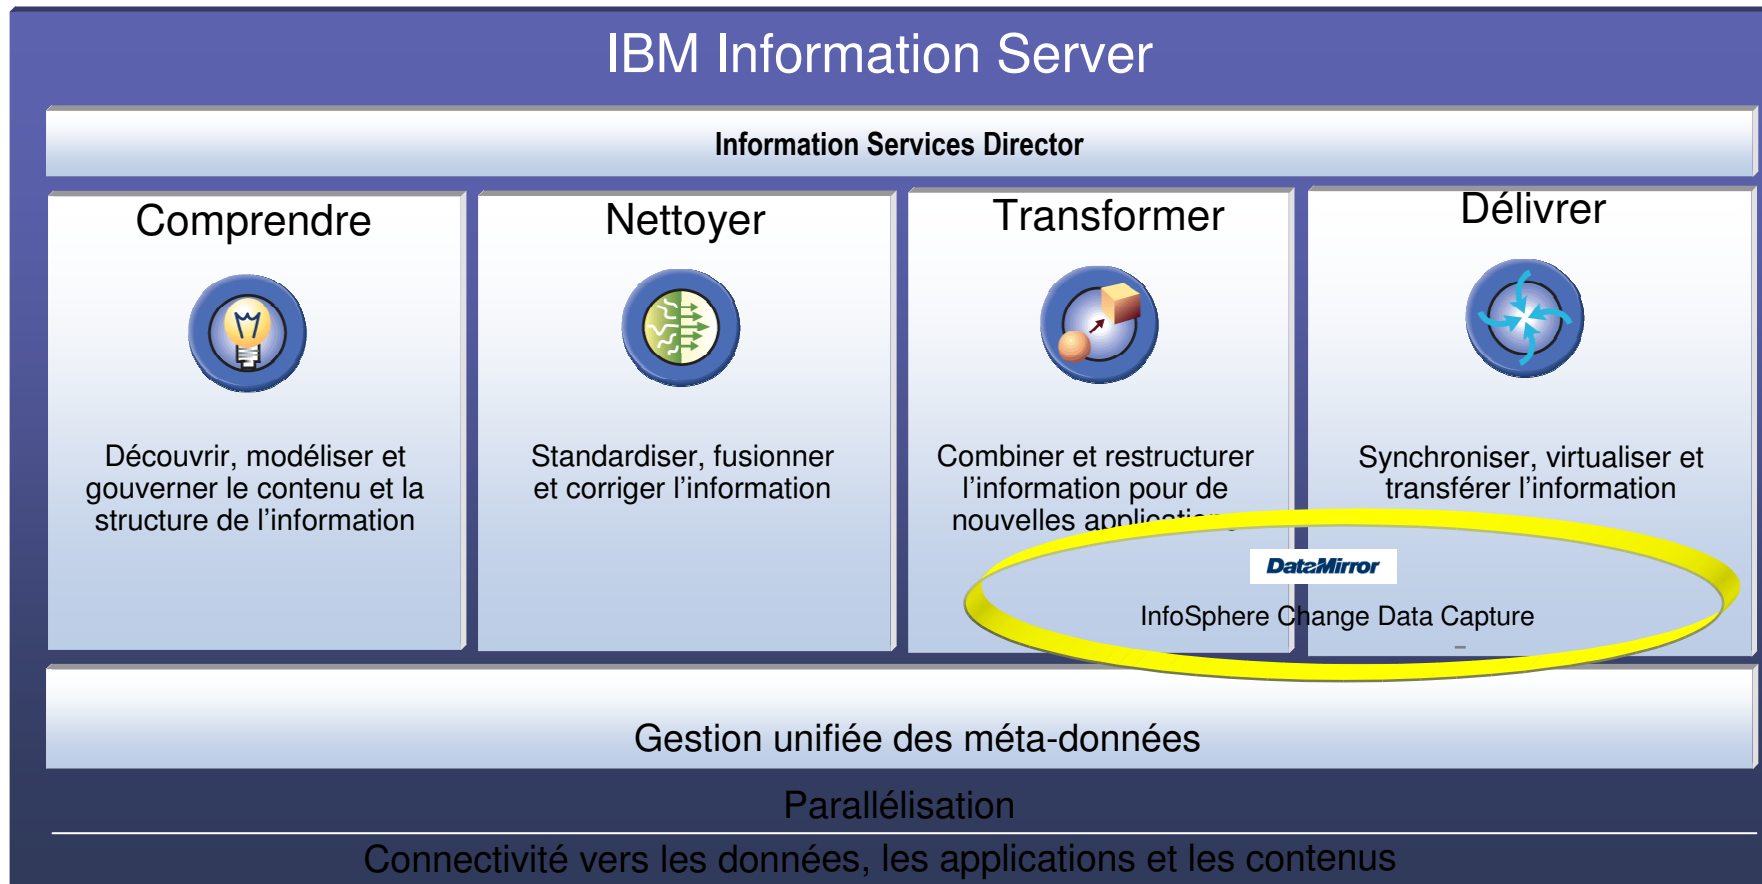 IBM Information Server
Information Services Director
Comprendre
Découvrir, modéliser et
gouverner le contenu et la
structure de l’information
Nettoyer
Standardiser, fusionner
et corriger l’information
Transformer
Combiner et restructurer
l’information pour de
nouvelles applications
Délivrer
Synchroniser, virtualiser et
transférer l’information
DataMirror
InfoSphere Change Data Capture
–
Gestion unifiée des méta-données
Parallélisation
Connectivité vers les données, les applications et les contenus